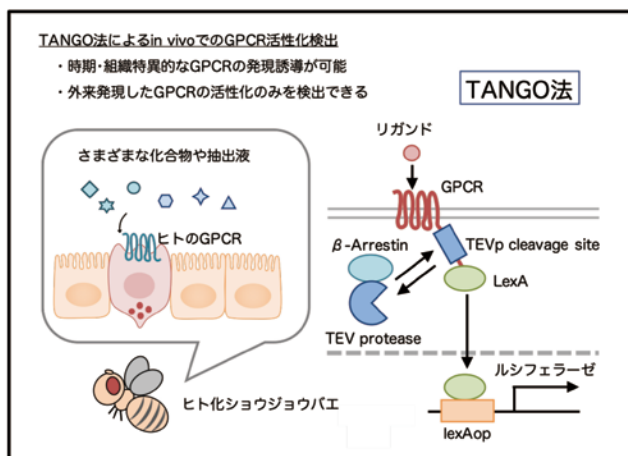 TANGO法によるin vivoでのGPCR活性化検出
・時期・組織特異的なGPCRの発現誘導が可能
・外来発現したGPCRの活性化のみを検出できる
TANGO法
さまざまな化合物や抽出液
ヒトのGPCR
ヒト化ショウジョウバエ
リガンド
GPCR
β-Arrestin
TEVp cleavage site
LexA
TEV protease
ルシフェラーゼ
lexAop